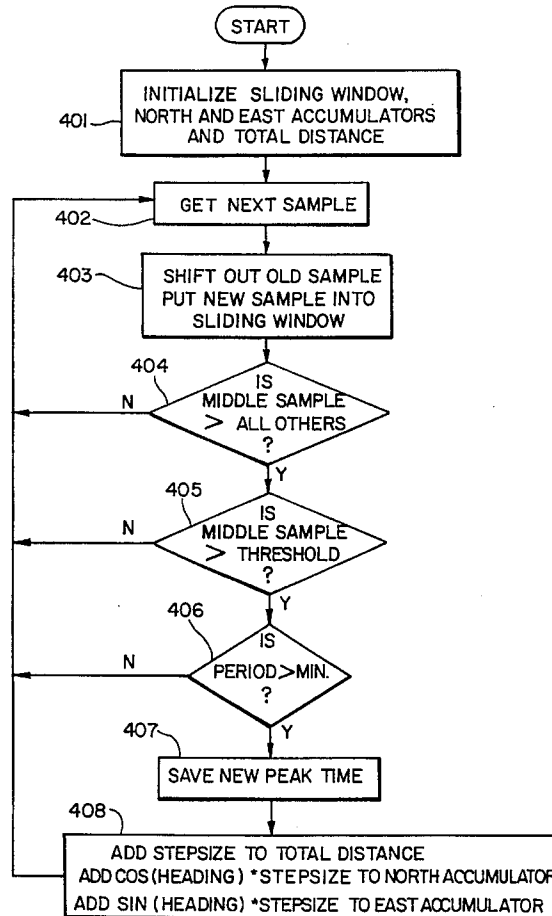 START
INITIALIZE SLIDING WINDOW,
NORTH AND EAST ACCUMULATORS
AND TOTAL DISTANCE
401
GET NEXT SAMPLE
402
403
SHIFT OUT OLD SAMPLE
PUT NEW SAMPLE INTO
SLIDING WINDOW
404
IS
MIDDLE SAMPLE
> ALL OTHERS
?
N
Y
405
IS
MIDDLE SAMPLE
> THRESHOLD
?
N
Y
406
IS
PERIOD>MIN.
?
N
Y
407
SAVE NEW PEAK TIME
408
ADD STEPSIZE TO TOTAL DISTANCE
ADD COS (HEADING) *STEPSIZE TO NORTH ACCUMULATOR
ADD SIN (HEADING) *STEPSIZE TO EAST ACCUMULATOR